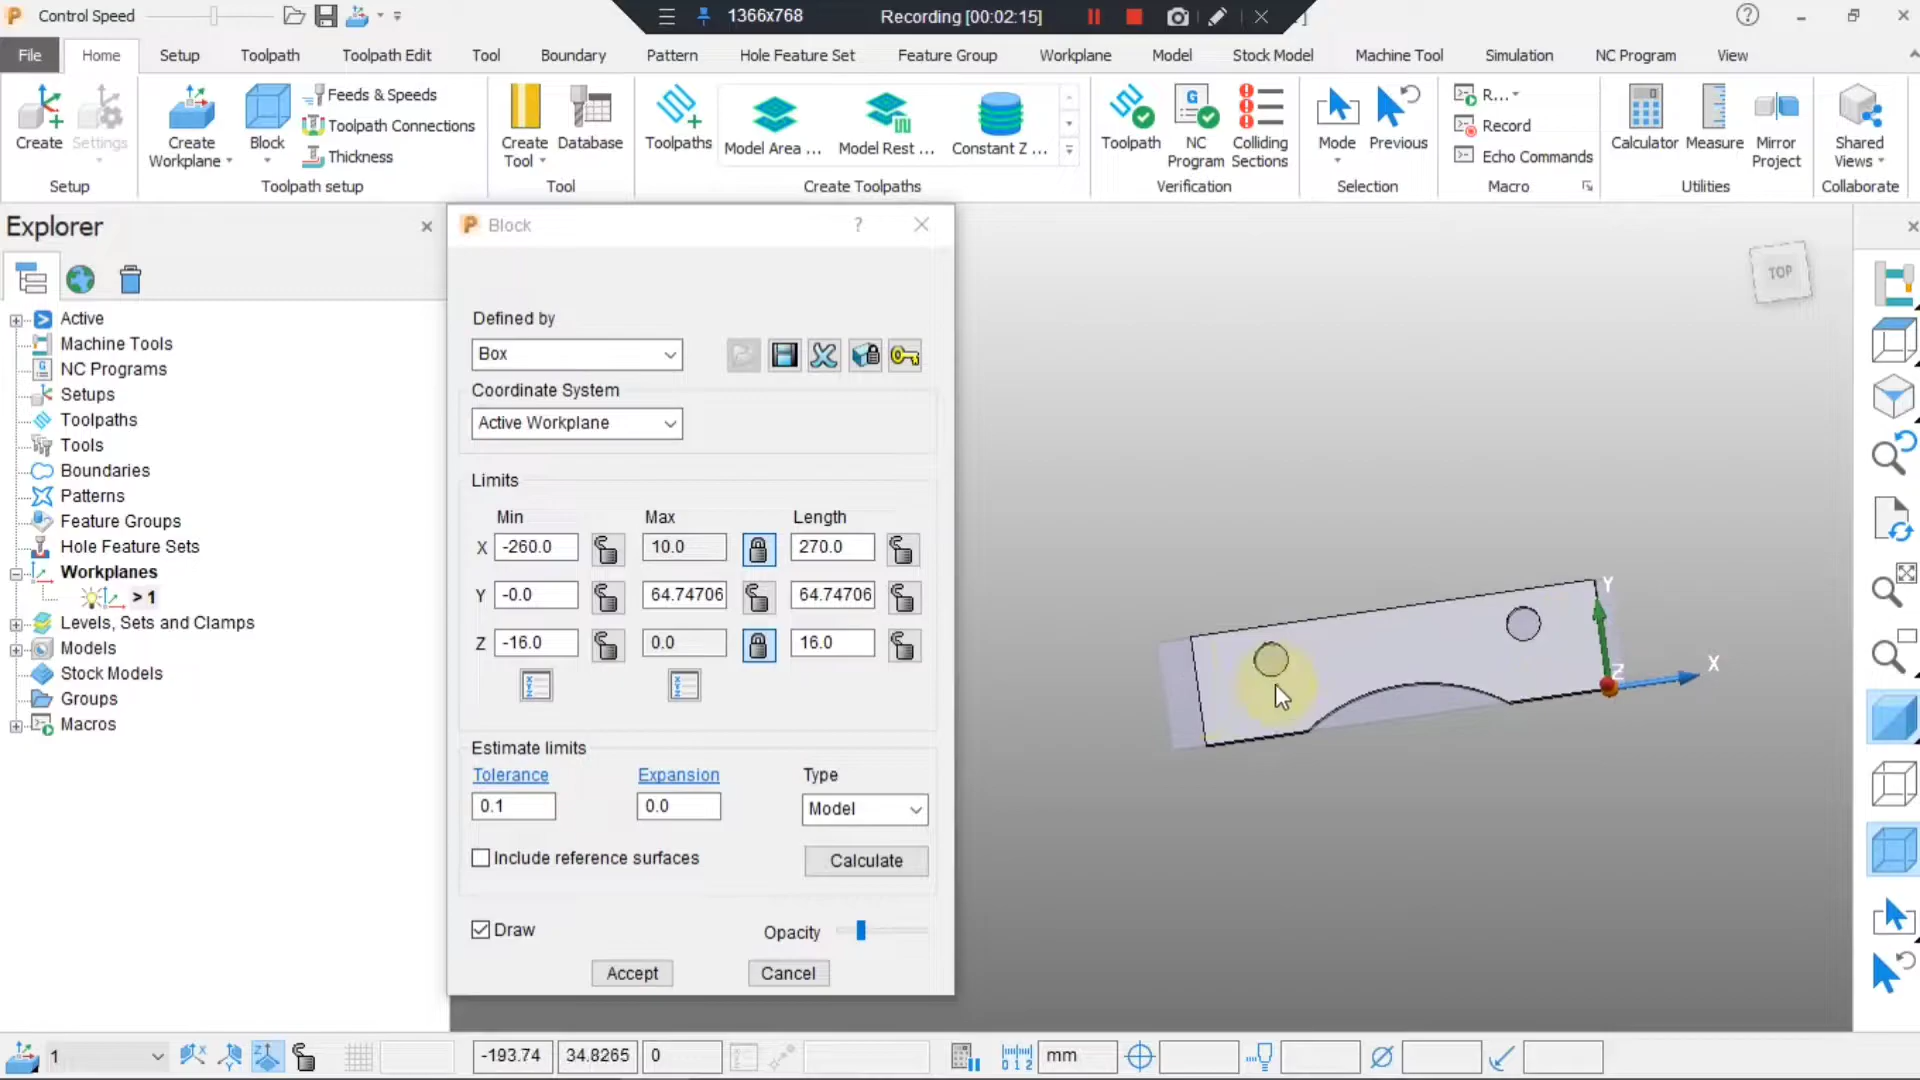 Control Speed
1366x768
Recording [00:02:15]
File
Home
Setup
Toolpath
Toolpath Edit
Tool
Boundary
Pattern
Hole Feature Set
Feature Group
Workplane
Model
Stock Model
Machine Tool
Simulation
NC Program
View
Create
Settings
Setup
Create
Workplane
Block
Feeds & Speeds
Toolpath Connections
Thickness
Toolpath setup
Create
Tool
Database
Tool
Toolpaths
Model Area ...
Model Rest ...
Constant Z ...
Create Toolpaths
Toolpath
NC
Program
Colliding
Sections
Verification
Mode
Previous
Selection
R...
Record
Echo Commands
Macro
Calculator
Measure
Mirror
Project
Utilities
Shared
Views
Collaborate
Explorer
Active
Machine Tools
NC Programs
Setups
Toolpaths
Tools
Boundaries
Patterns
Feature Groups
Hole Feature Sets
Workplanes
> 1
Levels, Sets and Clamps
Models
Stock Models
Groups
Macros
Block
?
Defined by
Box
Coordinate System
Active Workplane
Limits
Min
Max
Length
X
-260.0
10.0
270.0
Y
-0.0
64.74706
64.74706
Z
-16.0
0.0
16.0
Estimate limits
Tolerance
Expansion
Type
0.1
0.0
Model
Include reference surfaces
Calculate
Draw
Opacity
Accept
Cancel
TOP
Y
X
Z
1
-193.74
34.8265
0
mm